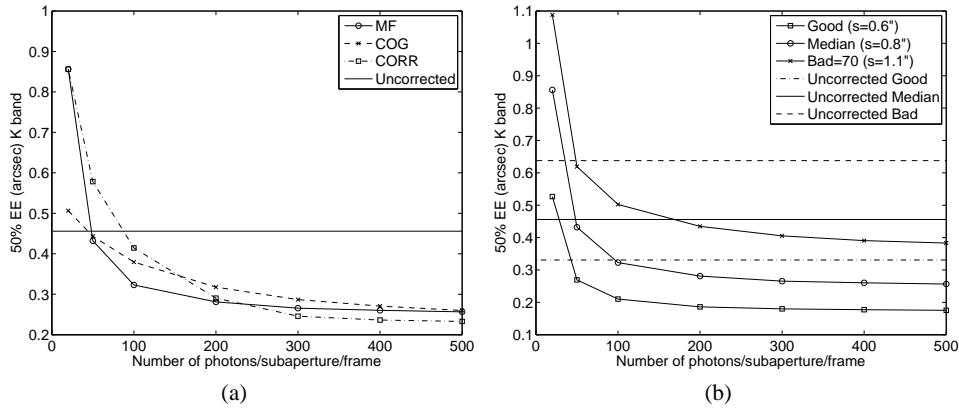 1
0.9
0.8
0.7
0.6
0.5
0.4
0.3
0.2
0
100
200
300
400
500
50% EE (arcsec) K band
Number of photons/subaperture/frame
MF
COG
CORR
Uncorrected
(a)
1.1
1
0.9
0.8
0.7
0.6
0.5
0.4
0.3
0.2
0.1
0
100
200
300
400
500
50% EE (arcsec) K band
Number of photons/subaperture/frame
Good (s=0.6")
Median (s=0.8")
Bad=70 (s=1.1")
Uncorrected Good
Uncorrected Median
Uncorrected Bad
(b)